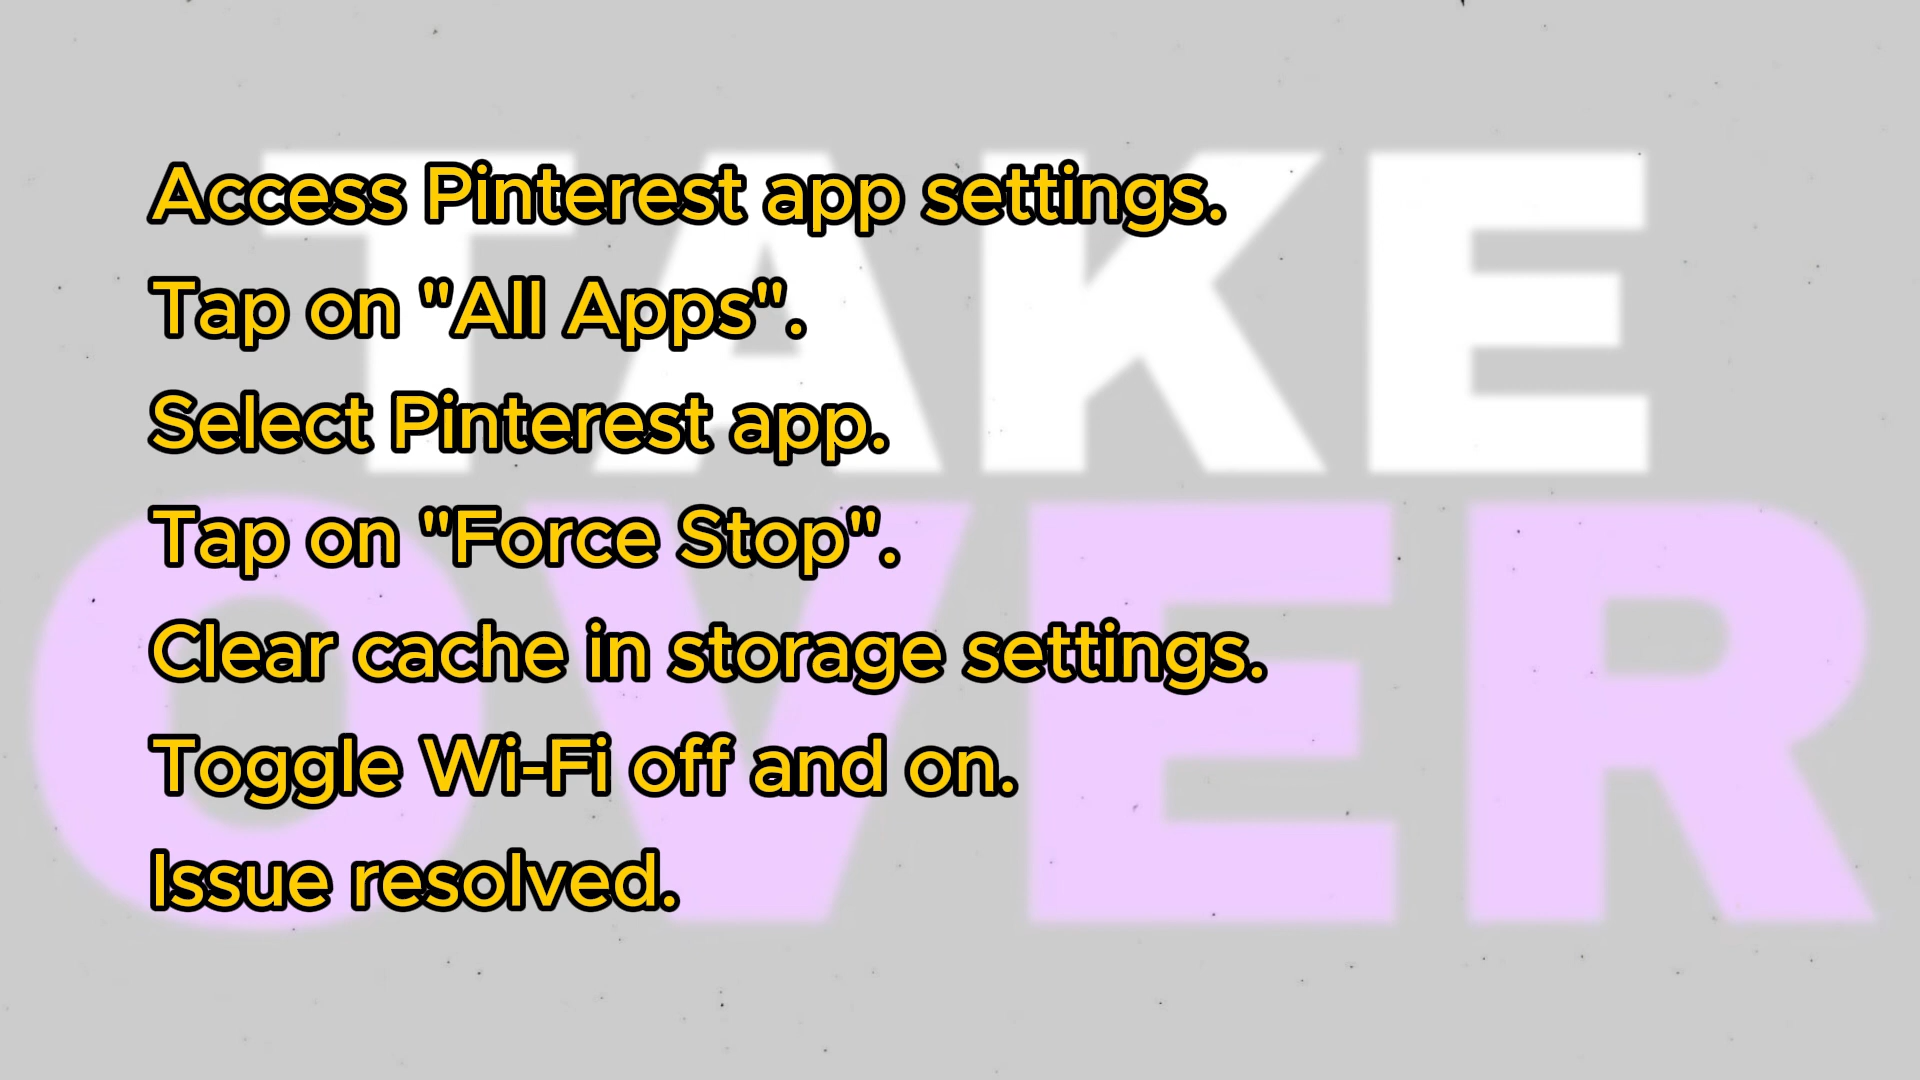 TAKE
OVER
Access Pinterest app settings.
Tap on "All Apps".
Select Pinterest app.
Tap on "Force Stop".
Clear cache in storage settings.
Toggle Wi-Fi off and on.
Issue resolved.